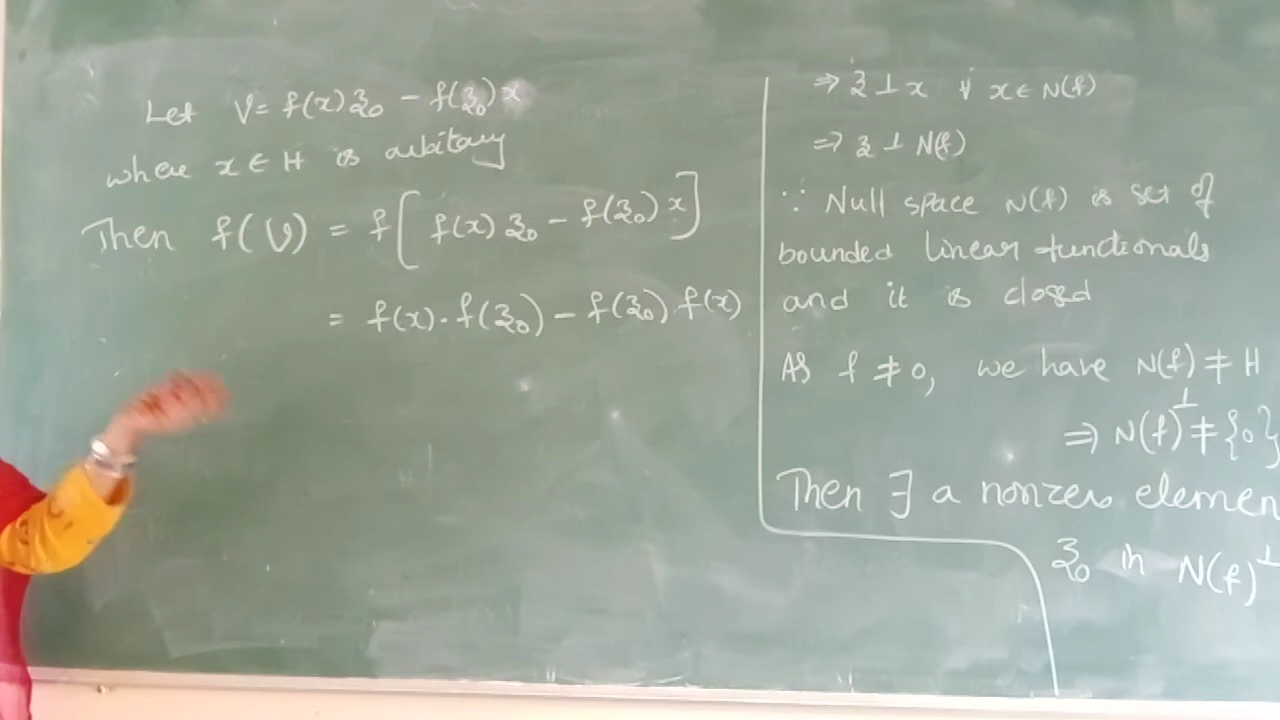 Let V = f(x)z₀ - f(z₀)x
where x ∈ H is arbitary
Then f(V) = f[ f(x) z₀ - f(z₀) x ]
= f(x) . f(z₀) - f(z₀) . f(x)
⇒ z ⊥ x ∀ x ∈ N(f)
⇒ z ⊥ N(f)
∵ Null space N(f) is set of
bounded linear functionals
and it is closed
As f ≠ 0, we have N(f) ≠ H
⇒ N(f)^⊥ ≠ {0}
Then ∃ a nonzero elemen
z₀ in N(f)^⊥